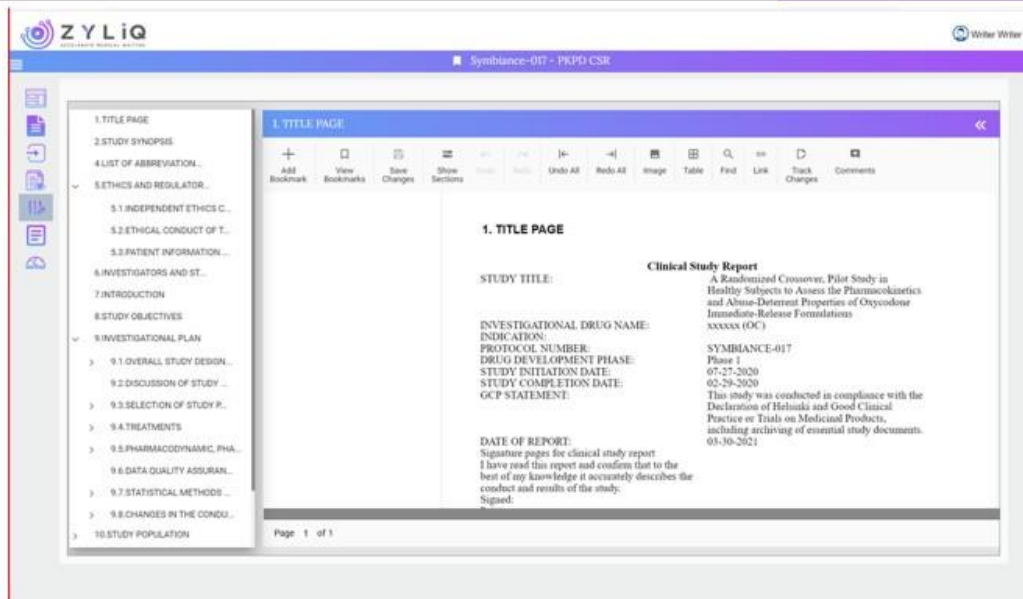 ZYLiQ
ACCELERATE MEDICAL WRITING
Writer Writer
Symbiance-017 - PKPD CSR
1.TITLE PAGE
2.STUDY SYNOPSIS
4.LIST OF ABBREVIATION...
5.ETHICS AND REGULATOR...
5.1.INDEPENDENT ETHICS C...
5.2.ETHICAL CONDUCT OF T...
5.3.PATIENT INFORMATION ...
6.INVESTIGATORS AND ST...
7.INTRODUCTION
8.STUDY OBJECTIVES
9.INVESTIGATIONAL PLAN
9.1.OVERALL STUDY DESIGN...
9.2.DISCUSSION OF STUDY ...
9.3.SELECTION OF STUDY P...
9.4.TREATMENTS
9.5.PHARMACODYNAMIC, PHA...
9.6.DATA QUALITY ASSURAN...
9.7.STATISTICAL METHODS ...
9.8.CHANGES IN THE CONDU...
10.STUDY POPULATION
1. TITLE PAGE
Add Bookmark
View Bookmarks
Save Changes
Show Sections
Undo
Redo
Undo All
Redo All
Image
Table
Find
Link
Track Changes
Comments
1. TITLE PAGE
Clinical Study Report
STUDY TITLE: A Randomized Crossover, Pilot Study in
Healthy Subjects to Assess the Pharmacokinetics
and Abuse-Deterrent Properties of Oxycodone
Immediate-Release Formulations
INVESTIGATIONAL DRUG NAME: xxxxxx (OC)
INDICATION:
PROTOCOL NUMBER: SYMBIANCE-017
DRUG DEVELOPMENT PHASE: Phase 1
STUDY INITIATION DATE: 07-27-2020
STUDY COMPLETION DATE: 02-29-2020
GCP STATEMENT: This study was conducted in compliance with the
Declaration of Helsinki and Good Clinical
Practice or Trials on Medicinal Products,
including archiving of essential study documents.
DATE OF REPORT: 03-30-2021
Signature pages for clinical study report
I have read this report and confirm that to the
best of my knowledge it accurately describes the
conduct and results of the study.
Signed:
Page 1 of 1